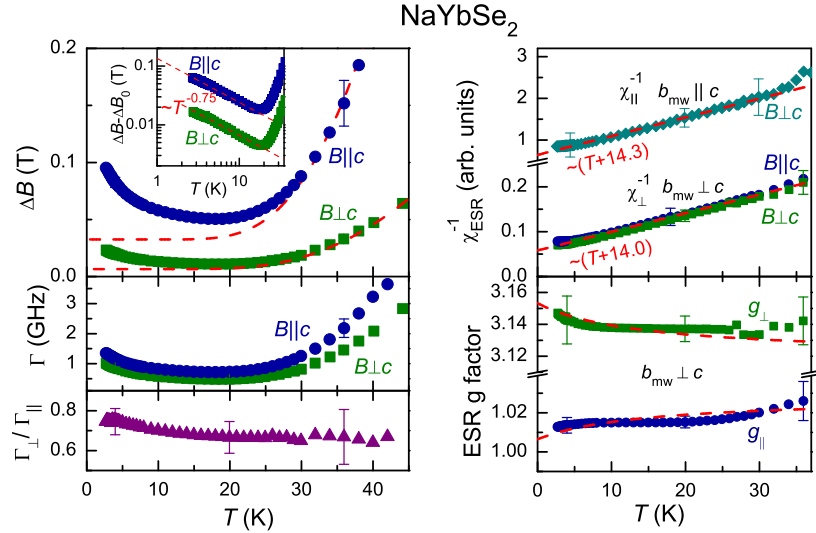 NaYbSe₂
0.2
0.1
0.0
ΔB (T)
ΔB-ΔB₀ (T)
0.1
0.01
1
10
T (K)
~T^-0.75
B||c
B⊥c
B||c
B⊥c
Γ (GHz)
3
2
1
B||c
B⊥c
Γ⊥/Γ||
0.8
0.6
0
10
20
30
40
T (K)
χ⁻¹ESR (arb. units)
3
2
1
0.2
0.1
0.0
χ||⁻¹ bmw || c
B⊥c
~(T+14.3)
χ⊥⁻¹ bmw ⊥ c
B||c
B⊥c
~(T+14.0)
ESR g factor
3.16
3.14
3.12
1.02
1.00
g⊥
bmw ⊥ c
g||
0
10
20
30
T (K)